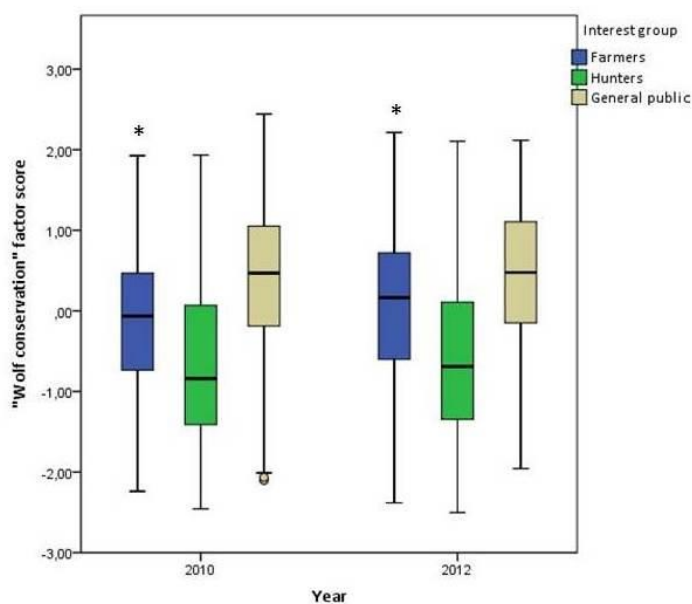 Interest group
Farmers
Hunters
General public
"Wolf conservation" factor score
3,00
2,00
1,00
,00
-1,00
-2,00
-3,00
*
*
2010
2012
Year